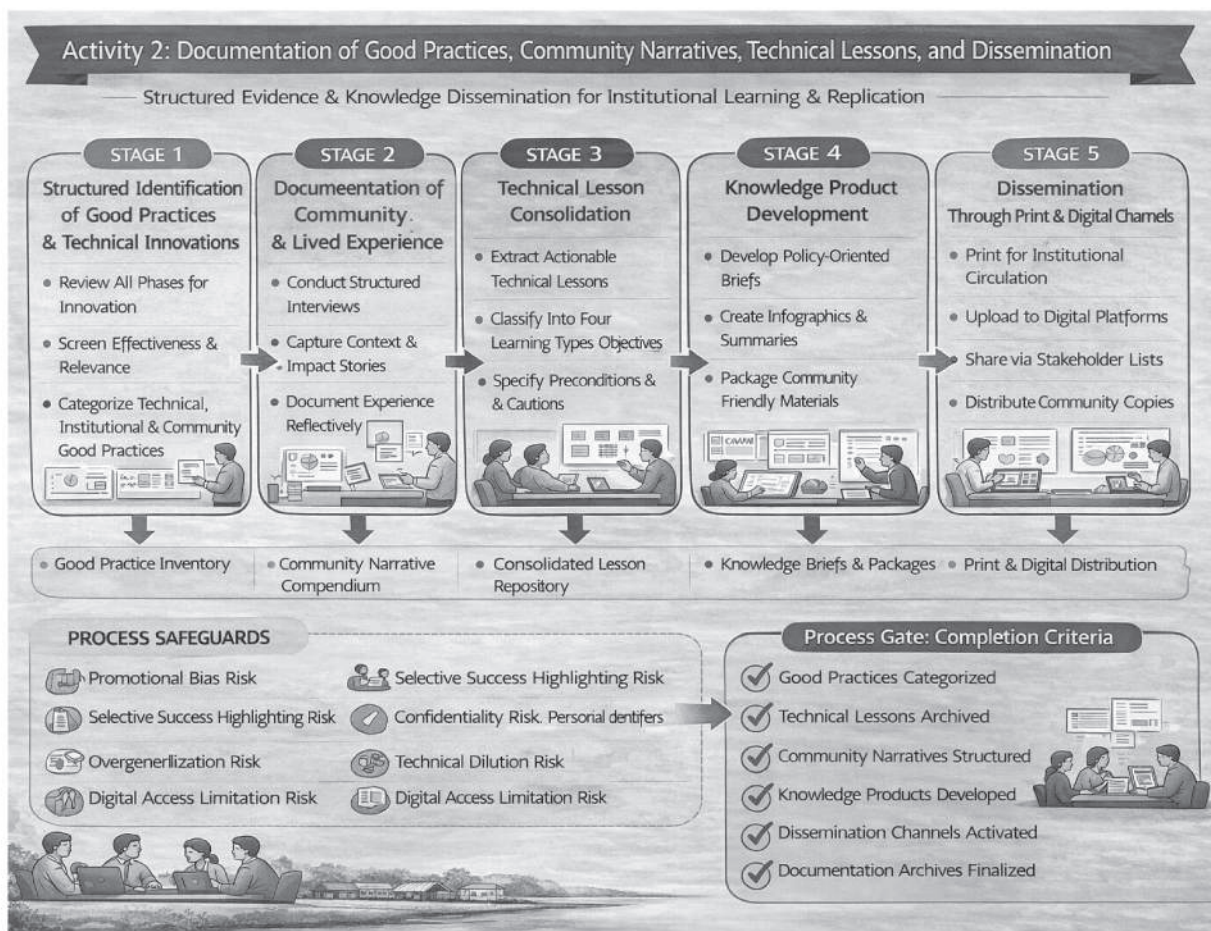 Activity 2: Documentation of Good Practices, Community Narratives, Technical Lessons, and Dissemination
Structured Evidence & Knowledge Dissemination for Institutional Learning & Replication
STAGE 1
Structured Identification
of Good Practices
& Technical Innovations
• Review All Phases for
Innovation
• Screen Effectiveness &
Relevance
• Categorize Technical,
Institutional & Community
Good Practices
STAGE 2
Documeentation of
Community.
& Lived Experience
• Conduct Structured
Interviews
• Capture Context &
Impact Stories
• Document Experience
Reflectively
STAGE 3
Technical Lesson
Consolidation
• Extract Actionable
Technical Lessons
• Classify Into Four
Learning Types Objectives
• Specify Preconditions &
& Cautions
STAGE 4
Knowledge Product
Development
• Develop Policy-Oriented
Briefs
• Create Infographics &
Summaries
• Package Community
Friendly Materials
STAGE 5
Dissemination
Through Print & Digital Channels
• Print for Institutional
Circulation
• Upload to Digital Platforms
• Share via Stakeholder Lists
• Distribute Community Copies
• Good Practice Inventory
• Community Narrative
Compendium
• Consolidated Lesson
Repository
• Knowledge Briefs & Packages
• Print & Digital Distribution
PROCESS SAFEGUARDS
Promotional Bias Risk
Selective Success Highlighting Risk
Selective Success Highlighting Risk
Confidentiality Risk. Personal dentifers
Overgenerllization Risk
Technical Dilution Risk
Digital Access Limitation Risk
Digital Access Limitation Risk
Process Gate: Completion Criteria
Good Practices Categorized
Technical Lessons Archived
Community Narratives Structured
Knowledge Products Developed
Dissemination Channels Activated
Documentation Archives Finalized